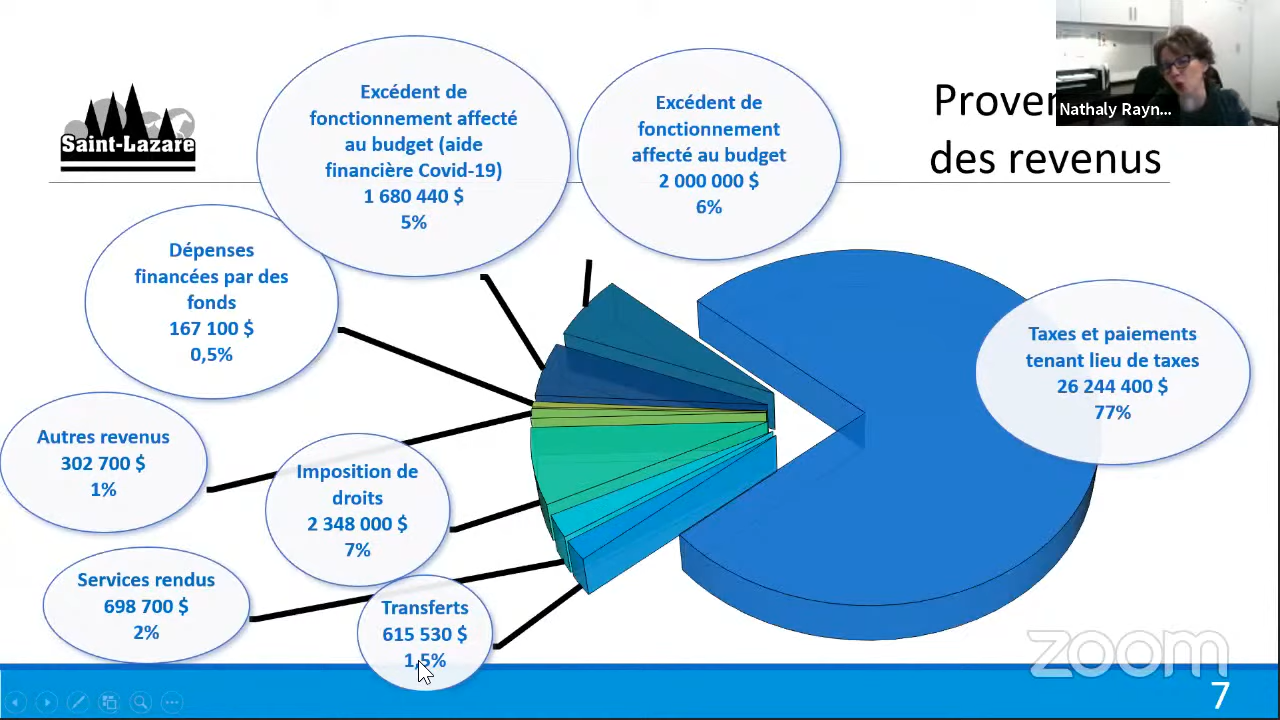 Saint-Lazare
Excédent de
fonctionnement affecté
au budget (aide
financière Covid-19)
1 680 440 $
5%
Excédent de
fonctionnement
affecté au budget
2 000 000 $
6%
des revenus
Nathaly Rayn...
Dépenses
financées par des
fonds
167 100 $
0,5%
Taxes et paiements
tenant lieu de taxes
26 244 400 $
77%
Autres revenus
302 700 $
1%
Imposition de
droits
2 348 000 $
7%
Services rendus
698 700 $
2%
Transferts
615 530 $
1,5%
zoom
7